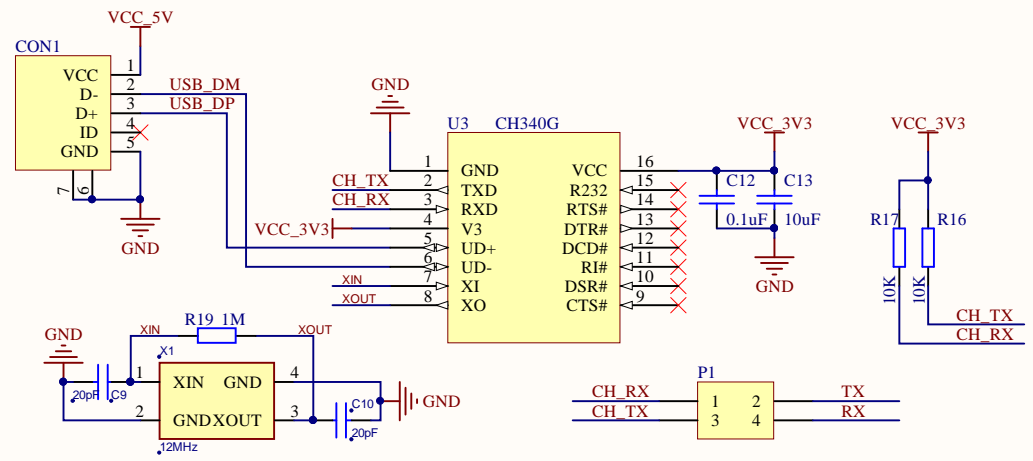 VCC_5V
CON1
VCC 1
D- 2
D+ 3
ID 4
GND 5
7 6
USB_DM
USB_DP
GND
GND
U3 CH340G
CH_TX
CH_RX
VCC_3V3
XIN
XOUT
1 GND
2 TXD
3 RXD
4 V3
5 UD+
6 UD-
7 XI
8 XO
VCC 16
R232 15
RTS# 14
DTR# 13
DCD# 12
RI# 11
DSR# 10
CTS# 9
VCC_3V3
C12 C13
0.1uF 10uF
GND
VCC_3V3
R17 R16
10K 10K
CH_TX
CH_RX
GND
XIN R19 1M XOUT
X1
20pF C9
1 XIN GND 4
2 GND XOUT 3
12MHz
C10
20pF
GND
P1
CH_RX 1 2 TX
CH_TX 3 4 RX